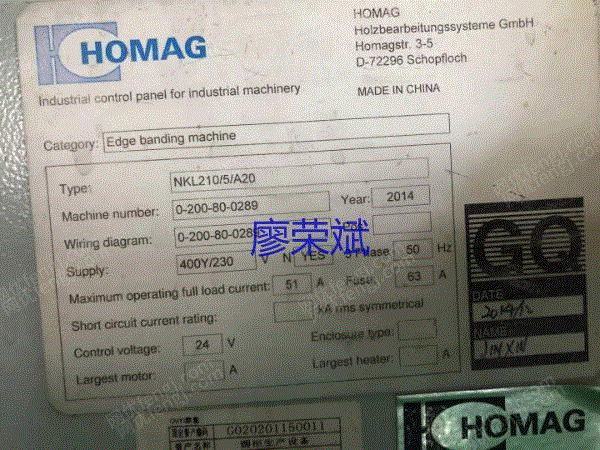 HOMAG
HOMAG
Holzbearbeitungssysteme GmbH
Homagstr. 3-5
D-72296 Schopfloch
Industrial control panel for industrial machinery
MADE IN CHINA
Category: Edge banding machine
Type: NKL210/5/A20
Machine number: 0-200-80-0289 Year: 2014
Wiring diagram: 0-200-80-028
廖荣斌
Supply: 400Y/230 V N YES 50 Hz
Maximum operating full load current: 51 A Fuse: 63 A
Short circuit current rating: kA rms symmetrical
Control voltage: 24 V Enclosure type:
Largest motor: A Largest heater: A
GQ
DATE:
2014/12
NAME:
HOMAG
G020201150011